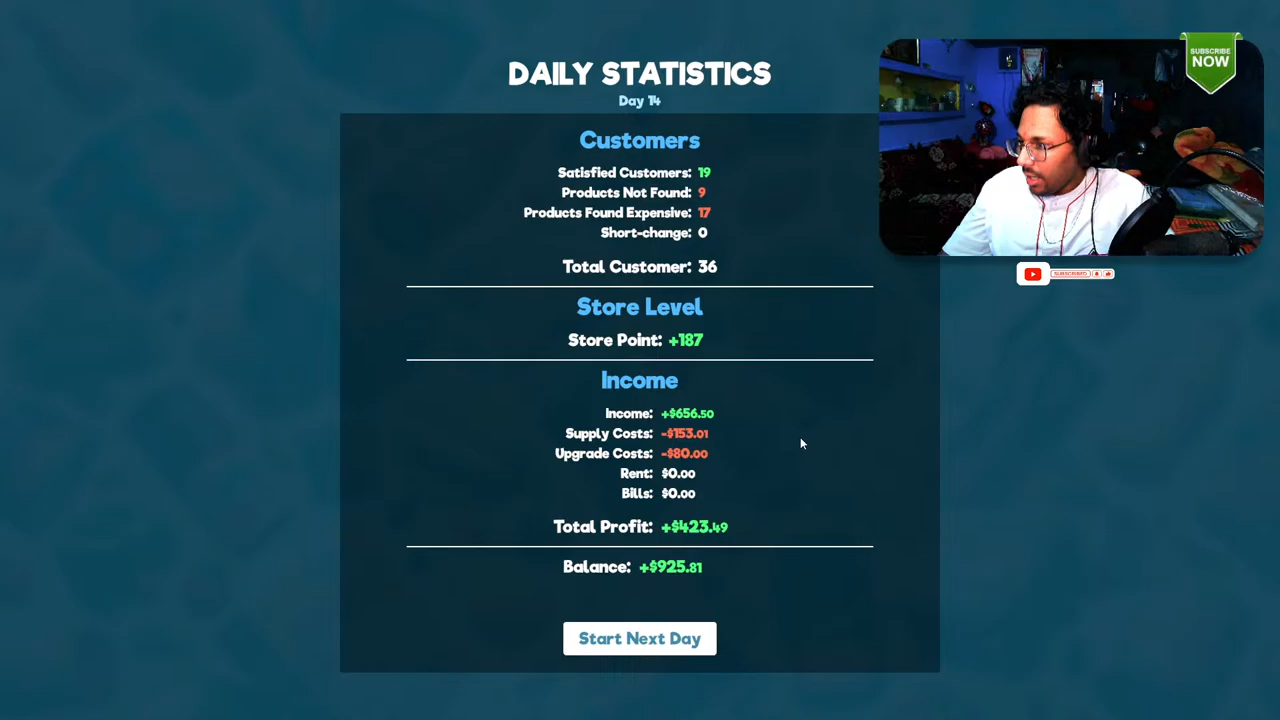 DAILY STATISTICS
Day 14
Customers
Satisfied Customers: 19
Products Not Found: 9
Products Found Expensive: 17
Short-change: 0
Total Customer: 36
Store Level
Store Point: +187
Income
Income: +$656.50
Supply Costs: -$153.01
Upgrade Costs: -$80.00
Rent: $0.00
Bills: $0.00
Total Profit: +$423.49
Balance: +$925.81
Start Next Day
SUBSCRIBE
NOW
SUBSCRIBED